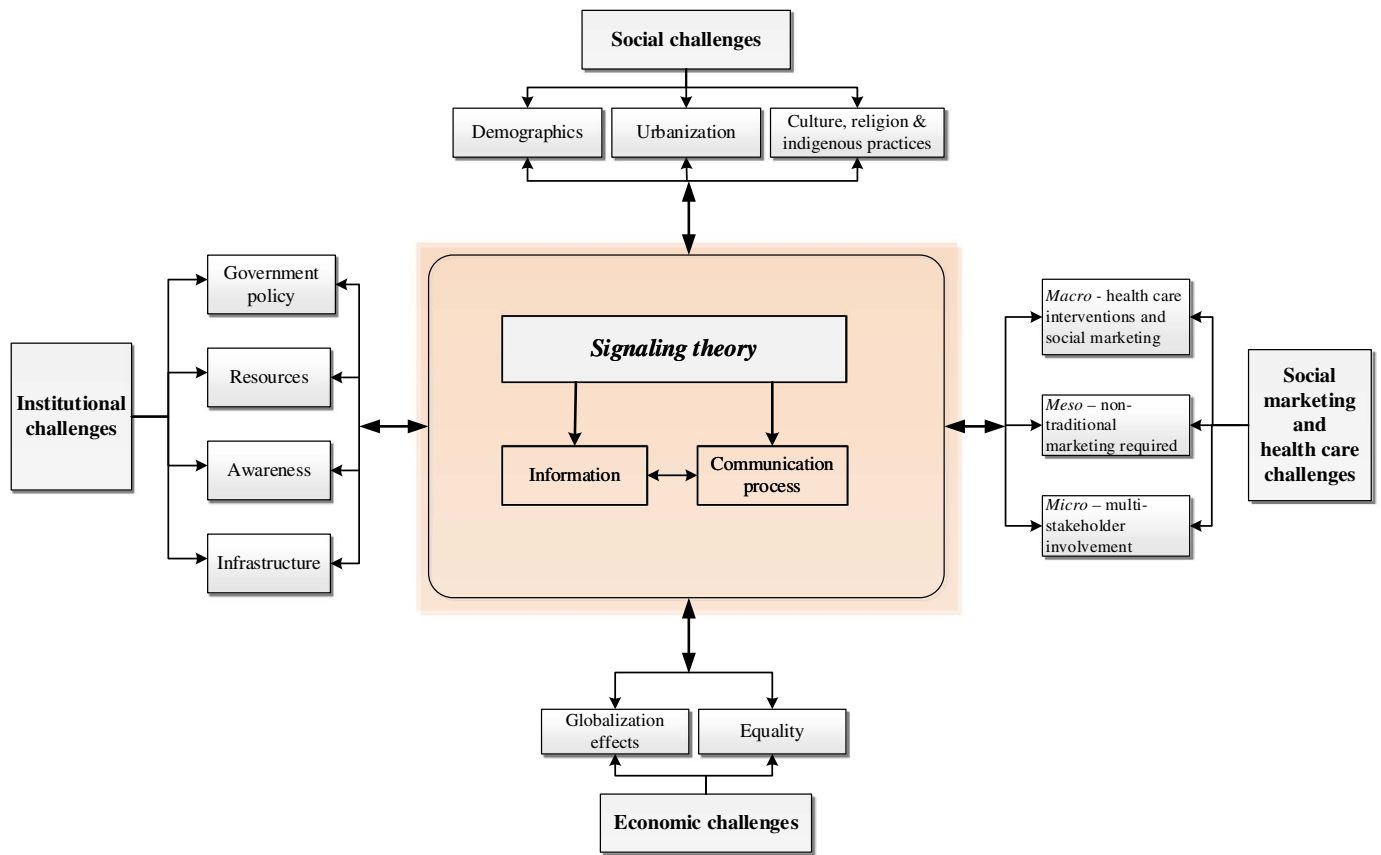 Social challenges
Demographics
Urbanization
Culture, religion &
indigenous practices
Government
policy
Resources
Awareness
Infrastructure
Institutional
challenges
Signaling theory
Information
Communication
process
Macro - health care
interventions and
social marketing
Meso – non-
traditional
marketing required
Micro – multi-
stakeholder
involvement
Social
marketing
and
health care
challenges
Globalization
effects
Equality
Economic challenges